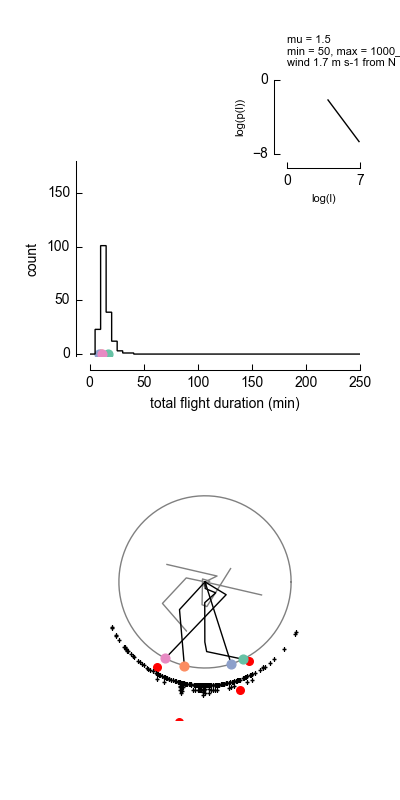 mu = 1.5
min = 50, max = 1000_
wind 1.7 m s-1 from N
0
log(p(l))
−8
0
7
log(l)
150
100
50
0
count
0
50
100
150
200
250
total flight duration (min)